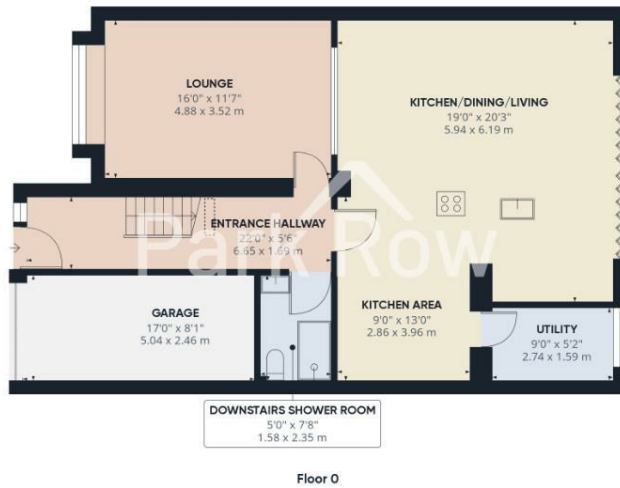 LOUNGE
16'0" x 11'7"
4.88 x 3.52 m
KITCHEN/DINING/LIVING
19'0" x 20'3"
5.94 x 6.19 m
ENTRANCE HALLWAY
22'0" x 5'6"
6.65 x 1.69 m
Park Row
GARAGE
17'0" x 8'1"
5.04 x 2.46 m
KITCHEN AREA
9'0" x 13'0"
2.86 x 3.96 m
UTILITY
9'0" x 5'2"
2.74 x 1.59 m
DOWNSTAIRS SHOWER ROOM
5'0" x 7'8"
1.58 x 2.35 m
Floor 0